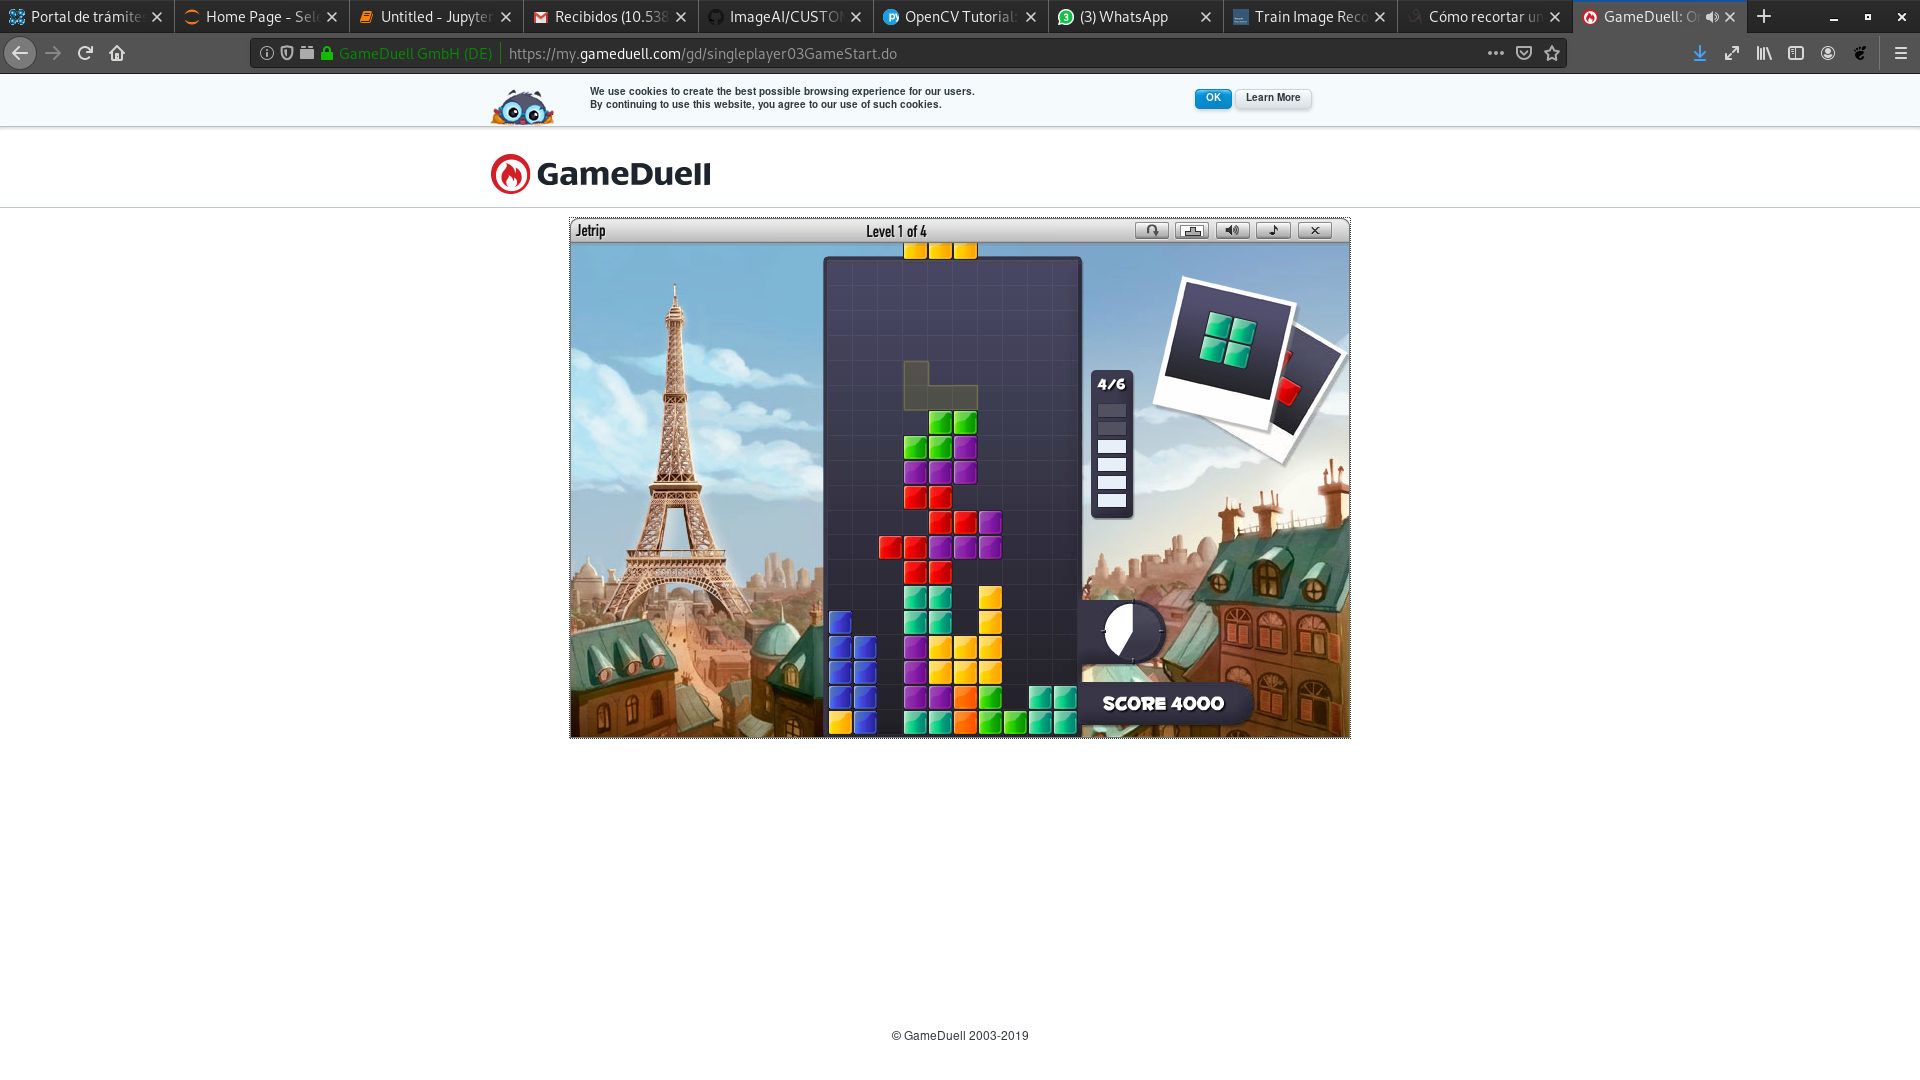 Portal de trámite
Home Page - Sele
Untitled - Jupyter
Recibidos (10.538
ImageAI/CUSTOM
OpenCV Tutorial:
(3) WhatsApp
Train Image Reco
Cómo recortar un
GameDuell: O
GameDuell GmbH (DE)
https://my.gameduell.com/gd/singleplayer03GameStart.do
We use cookies to create the best possible browsing experience for our users.
By continuing to use this website, you agree to our use of such cookies.
OK
Learn More
GameDuell
Jetrip
Level 1 of 4
4/6
SCORE 4000
© GameDuell 2003-2019